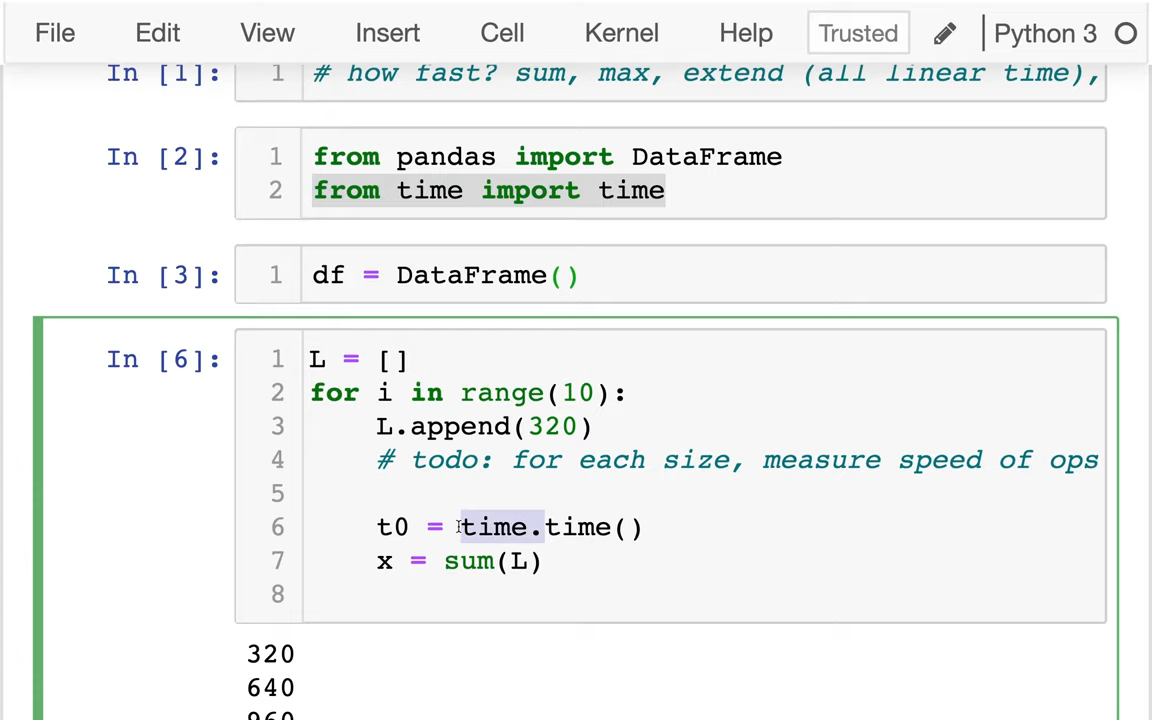 File Edit View Insert Cell Kernel Help Trusted Python 3
In [1]: 1 # how fast? sum, max, extend (all linear time),
In [2]: 1 from pandas import DataFrame
2 from time import time
In [3]: 1 df = DataFrame()
In [6]: 1 L = []
2 for i in range(10):
3 L.append(320)
4 # todo: for each size, measure speed of ops
5
6 t0 = time.time()
7 x = sum(L)
8
320
640
960